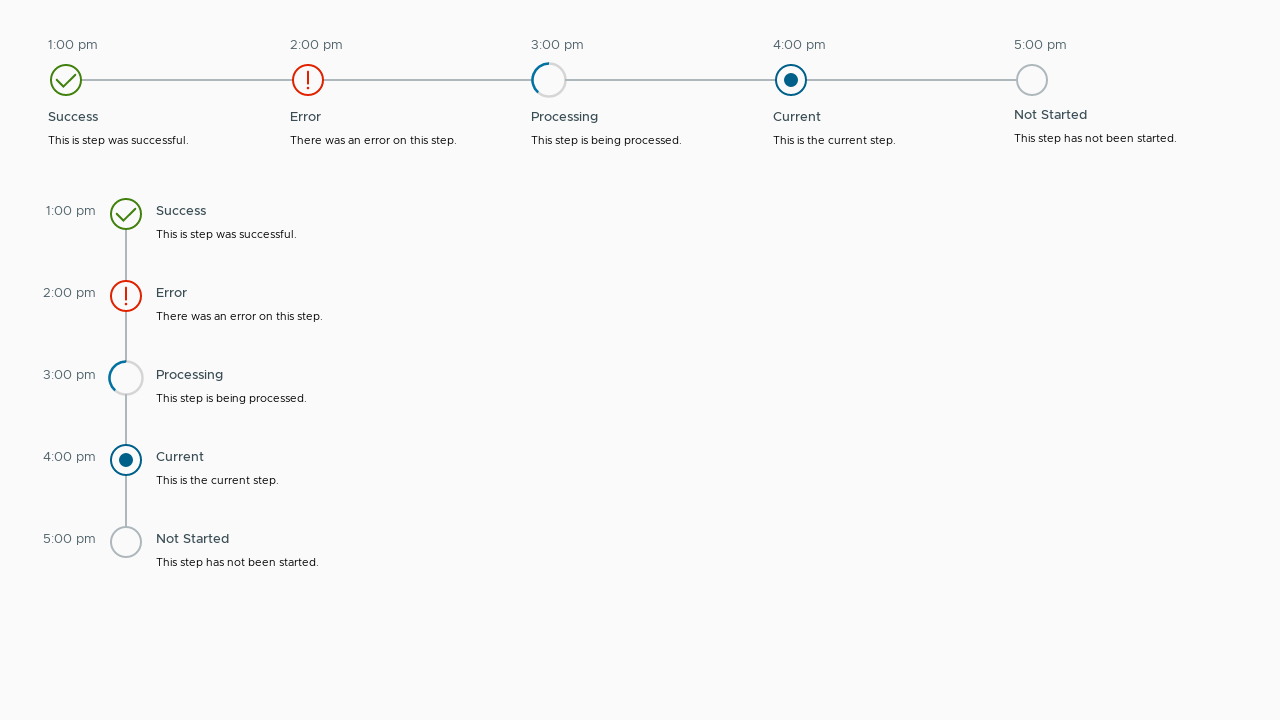 1:00 pm
2:00 pm
3:00 pm
4:00 pm
5:00 pm
Success
Error
Processing
Current
Not Started
This is step was successful.
There was an error on this step.
This step is being processed.
This is the current step.
This step has not been started.
1:00 pm
Success
This is step was successful.
2:00 pm
Error
There was an error on this step.
3:00 pm
Processing
This step is being processed.
4:00 pm
Current
This is the current step.
5:00 pm
Not Started
This step has not been started.